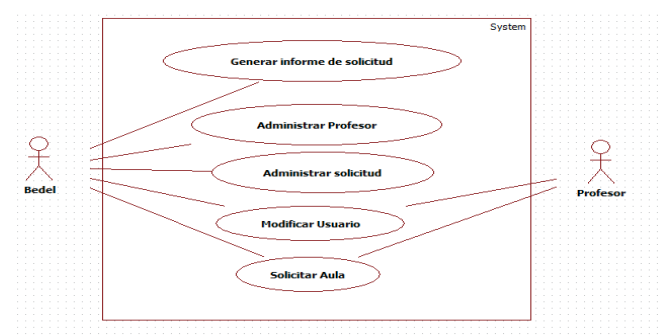 System
Generar informe de solicitud
Administrar Profesor
Administrar solicitud
Bedel
Profesor
Modificar Usuario
Solicitar Aula